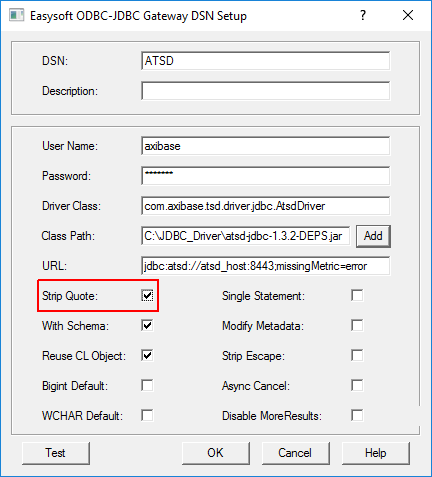 Easysoft ODBC-JDBC Gateway DSN Setup ? ×
DSN: ATSD
Description:
User Name: axibase
Password: *******
Driver Class: com.axibase.tsd.driver.jdbc.AtsdDriver
Class Path: C:\JDBC_Driver\atsd-jdbc-1.3.2-DEPS.jar Add
URL: jdbc:atsd://atsd_host:8443;missingMetric=error
Strip Quote: Single Statement:
With Schema: Modify Metadata:
Reuse CL Object: Strip Escape:
Bigint Default: Async Cancel:
WCHAR Default: Disable MoreResults:
Test OK Cancel Help